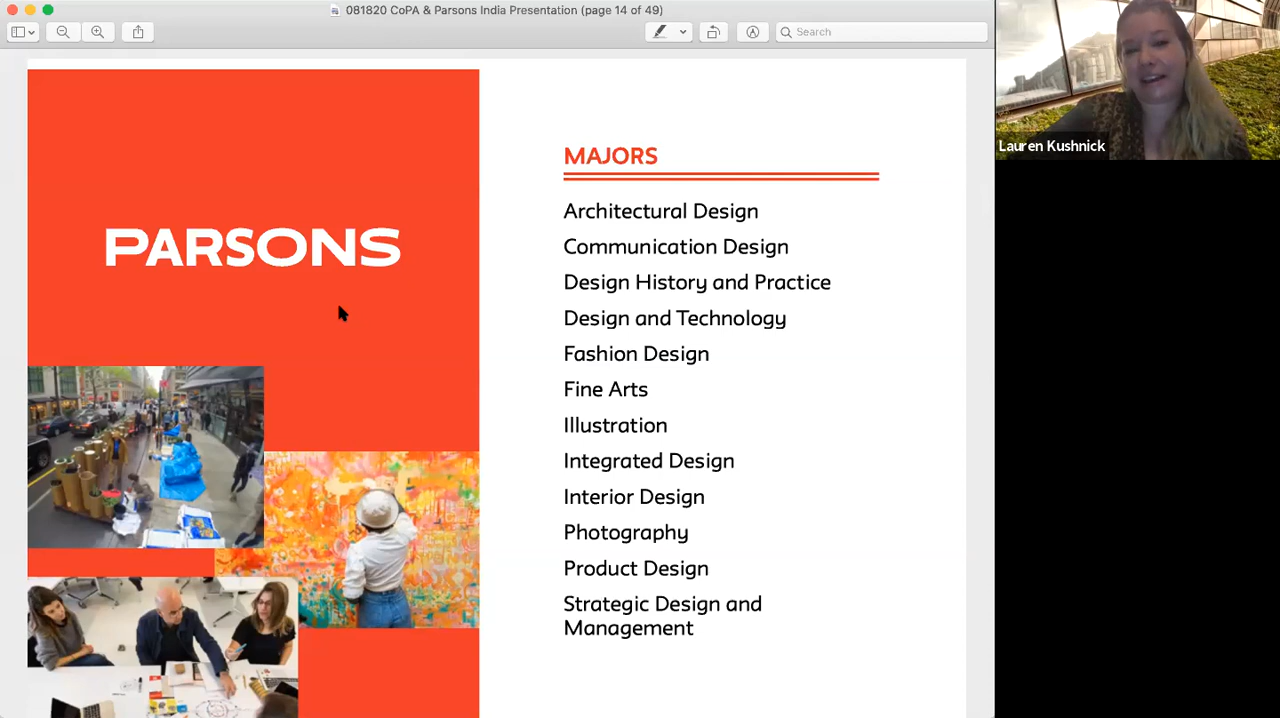 081820 CoPA & Parsons India Presentation (page 14 of 49)
Search
Lauren Kushnick
PARSONS
MAJORS
Architectural Design
Communication Design
Design History and Practice
Design and Technology
Fashion Design
Fine Arts
Illustration
Integrated Design
Interior Design
Photography
Product Design
Strategic Design and
Management